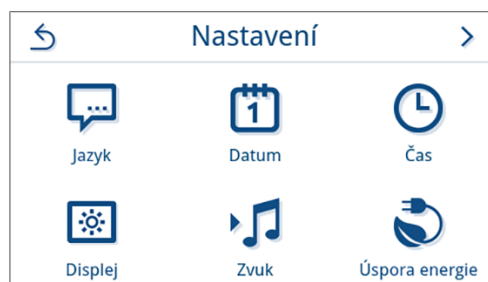 Nastavení
...
1
Jazyk Datum Čas
Displej Zvuk Úspora energie